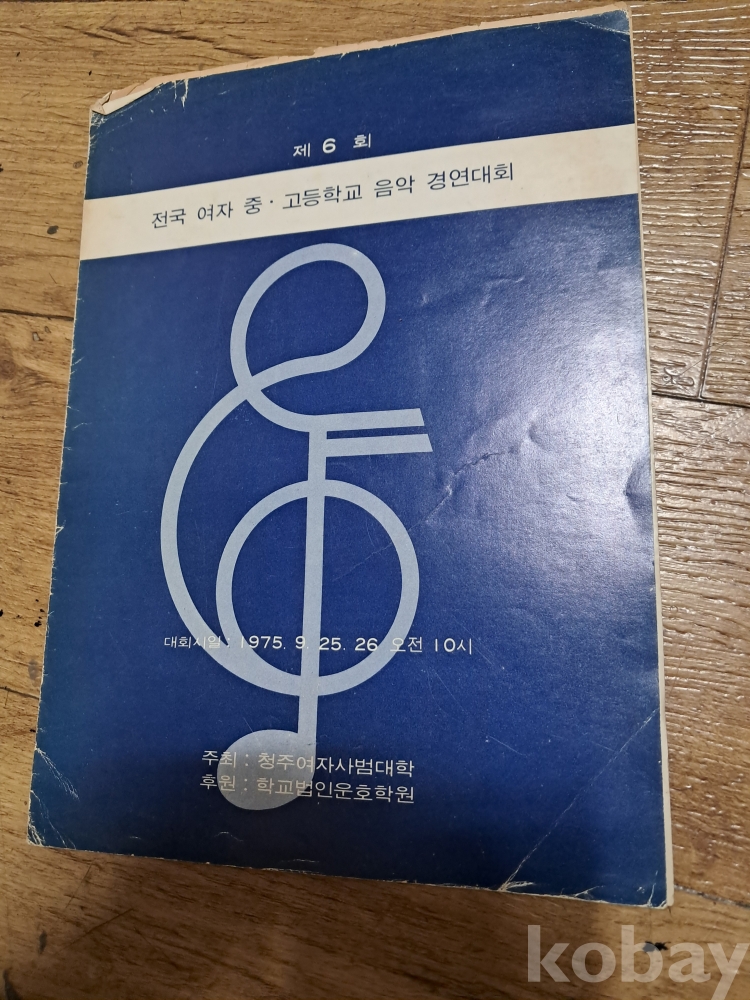 제 6 회
전국 여자 중·고등학교 음악 경연대회
대회시일 : 1975. 9. 25. 26 오전 10시
주최 : 청주여자사범대학
후원 : 학교법인운호학원
kobay